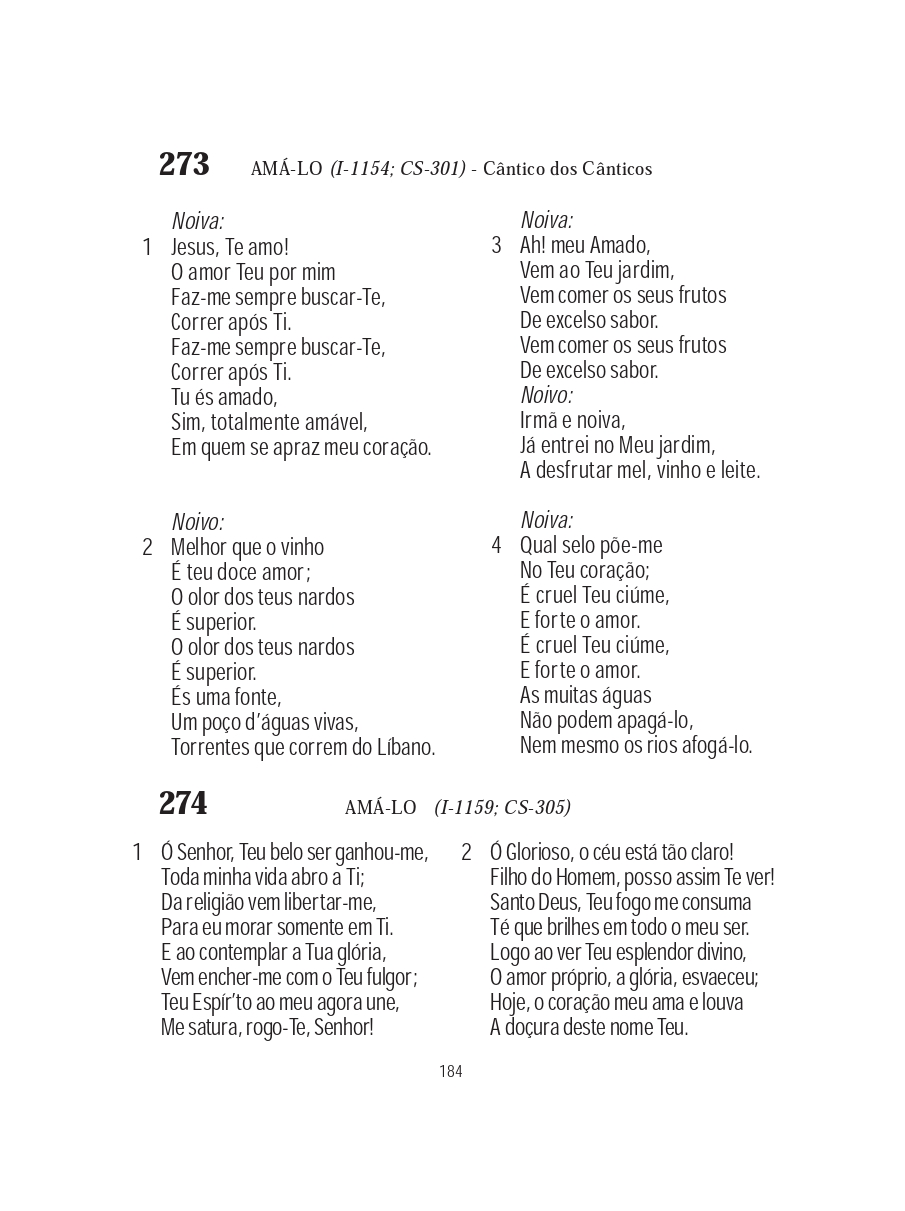 273 AMÁ-LO (I-1154; CS-301) - Cântico dos Cânticos
Noiva:
1 Jesus, Te amo!
O amor Teu por mim
Faz-me sempre buscar-Te,
Correr após Ti.
Faz-me sempre buscar-Te,
Correr após Ti.
Tu és amado,
Sim, totalmente amável,
Em quem se apraz meu coração.
Noivo:
2 Melhor que o vinho
É teu doce amor;
O olor dos teus nardos
É superior.
O olor dos teus nardos
É superior.
És uma fonte,
Um poço d’águas vivas,
Torrentes que correm do Líbano.
Noiva:
3 Ah! meu Amado,
Vem ao Teu jardim,
Vem comer os seus frutos
De excelso sabor.
Vem comer os seus frutos
De excelso sabor.
Noivo:
Irmã e noiva,
Já entrei no Meu jardim,
A desfrutar mel, vinho e leite.
Noiva:
4 Qual selo põe-me
No Teu coração;
É cruel Teu ciúme,
E forte o amor.
É cruel Teu ciúme,
E forte o amor.
As muitas águas
Não podem apagá-lo,
Nem mesmo os rios afogá-lo.
274 AMÁ-LO (I-1159; CS-305)
1 Ó Senhor, Teu belo ser ganhou-me,
Toda minha vida abro a Ti;
Da religião vem libertar-me,
Para eu morar somente em Ti.
E ao contemplar a Tua glória,
Vem encher-me com o Teu fulgor;
Teu Espír’to ao meu agora une,
Me satura, rogo-Te, Senhor!
2 Ó Glorioso, o céu está tão claro!
Filho do Homem, posso assim Te ver!
Santo Deus, Teu fogo me consuma
Té que brilhes em todo o meu ser.
Logo ao ver Teu esplendor divino,
O amor próprio, a glória, esvaeceu;
Hoje, o coração meu ama e louva
A doçura deste nome Teu.
184